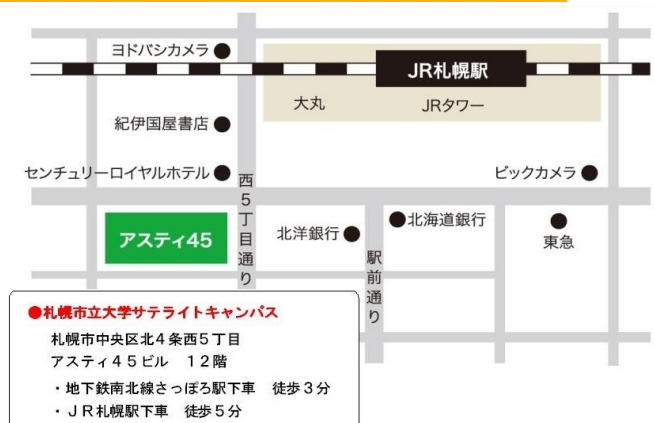 ヨドバシカメラ
JR札幌駅
大丸
JRタワー
紀伊国屋書店
センチュリーロイヤルホテル
ビックカメラ
西5丁目通り
アスティ45
北洋銀行
北海道銀行
東急
駅前通り
●札幌市立大学サテライトキャンパス
札幌市中央区北4条西5丁目
アスティ45ビル 12階
・地下鉄南北線さっぽろ駅下車 徒歩3分
・JR札幌駅下車 徒歩5分